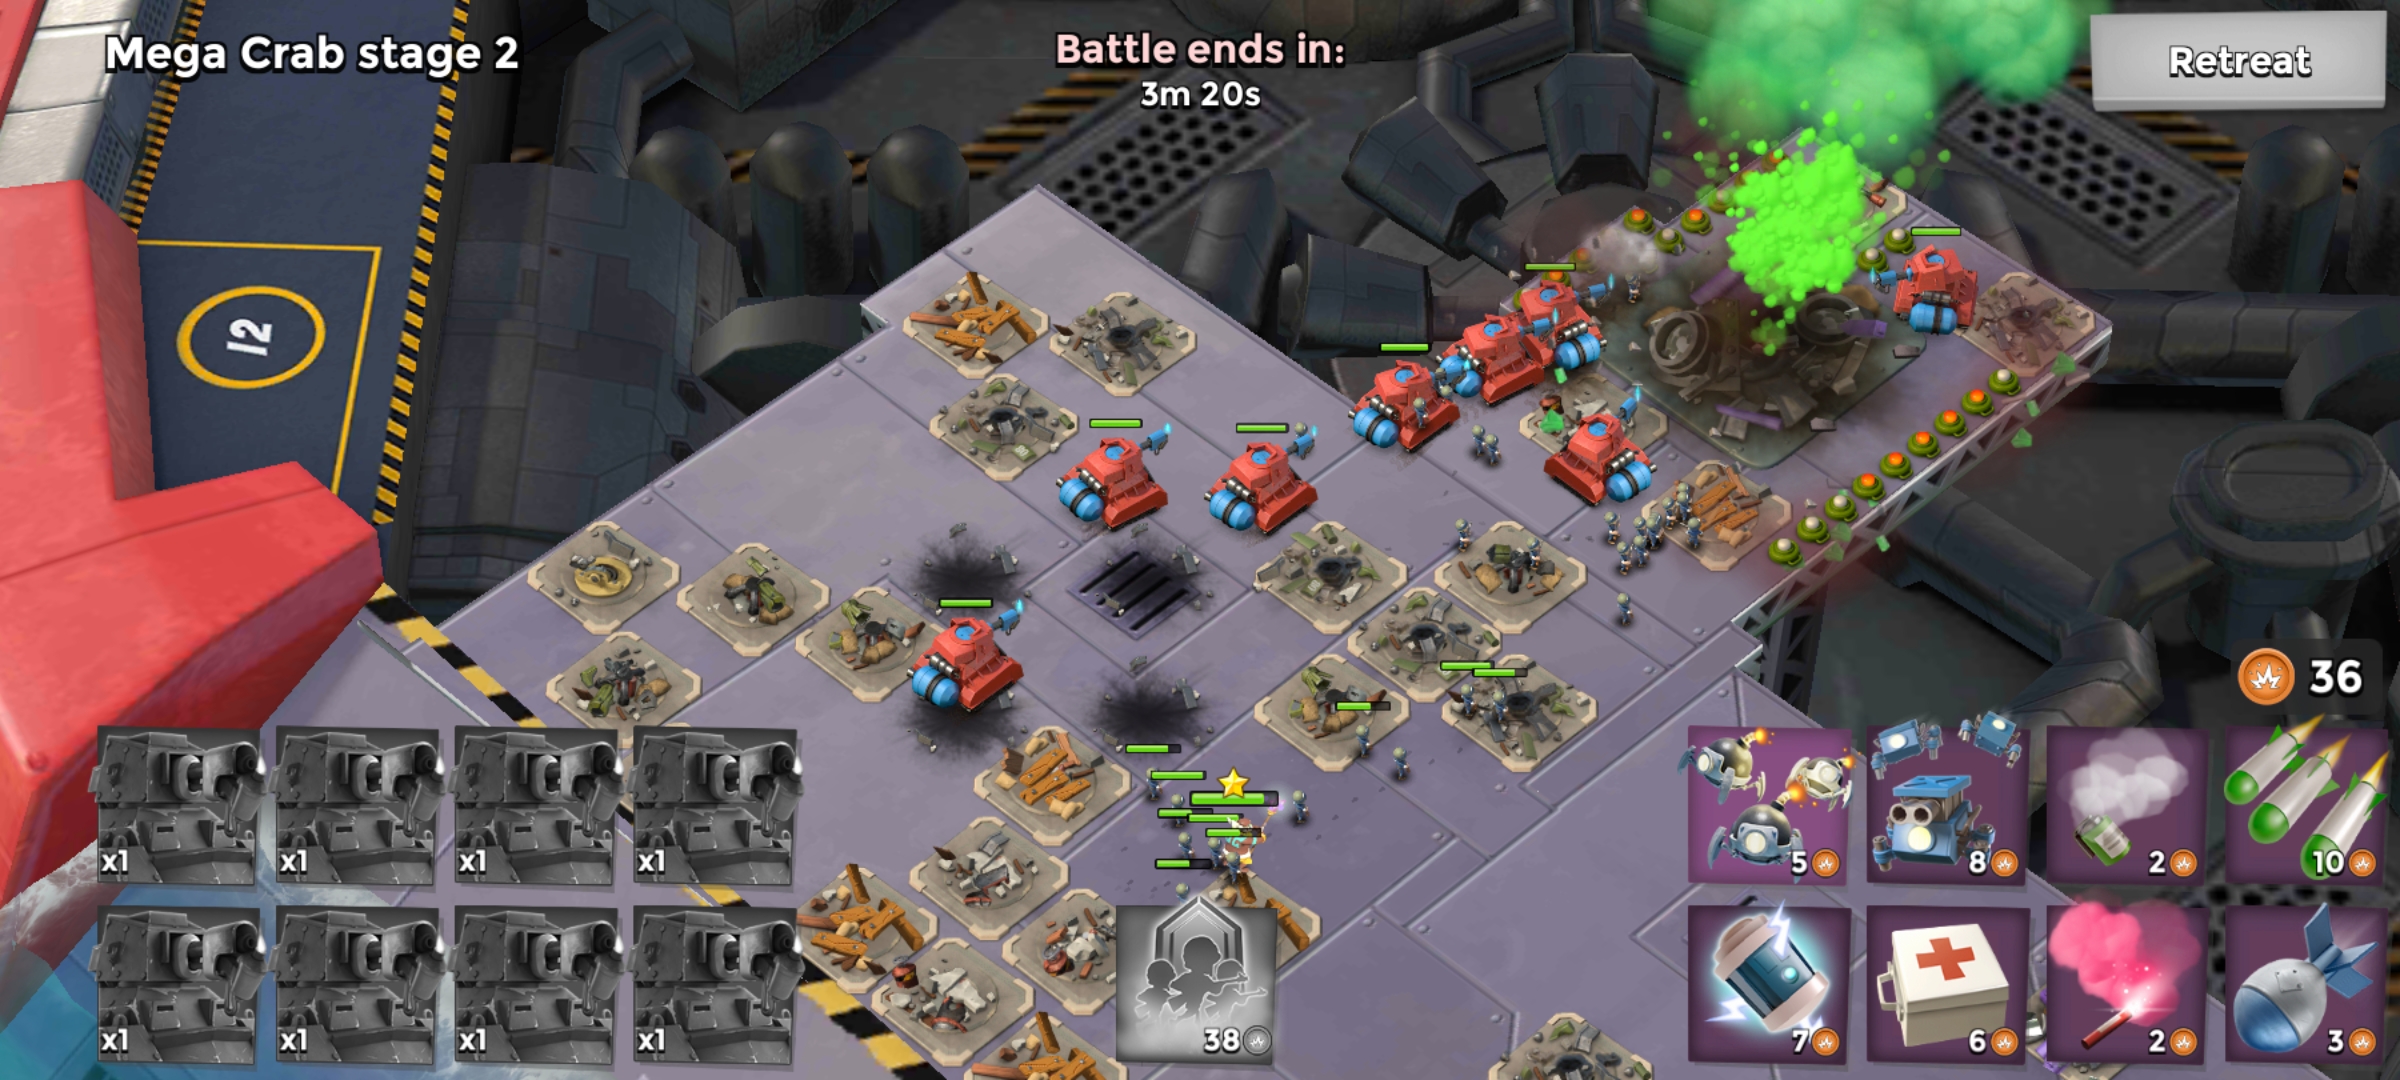 Mega Crab stage 2
Battle ends in:
3m 20s
Retreat
12
36
x1 x1 x1 x1
5 8 2 10
x1 x1 x1 x1
38
7 6 2 3